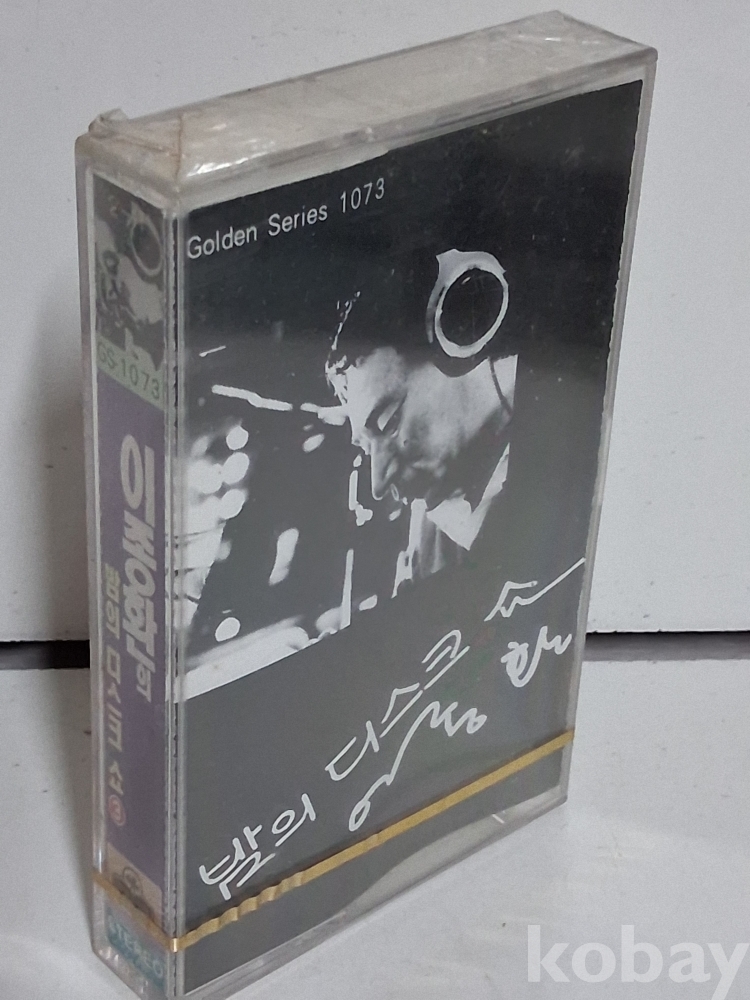 Golden Series 1073
밤의 디스크 쇼
이종환
GS-1073
이종환의
밤의 디스크 쇼 3
STEREO
kobay